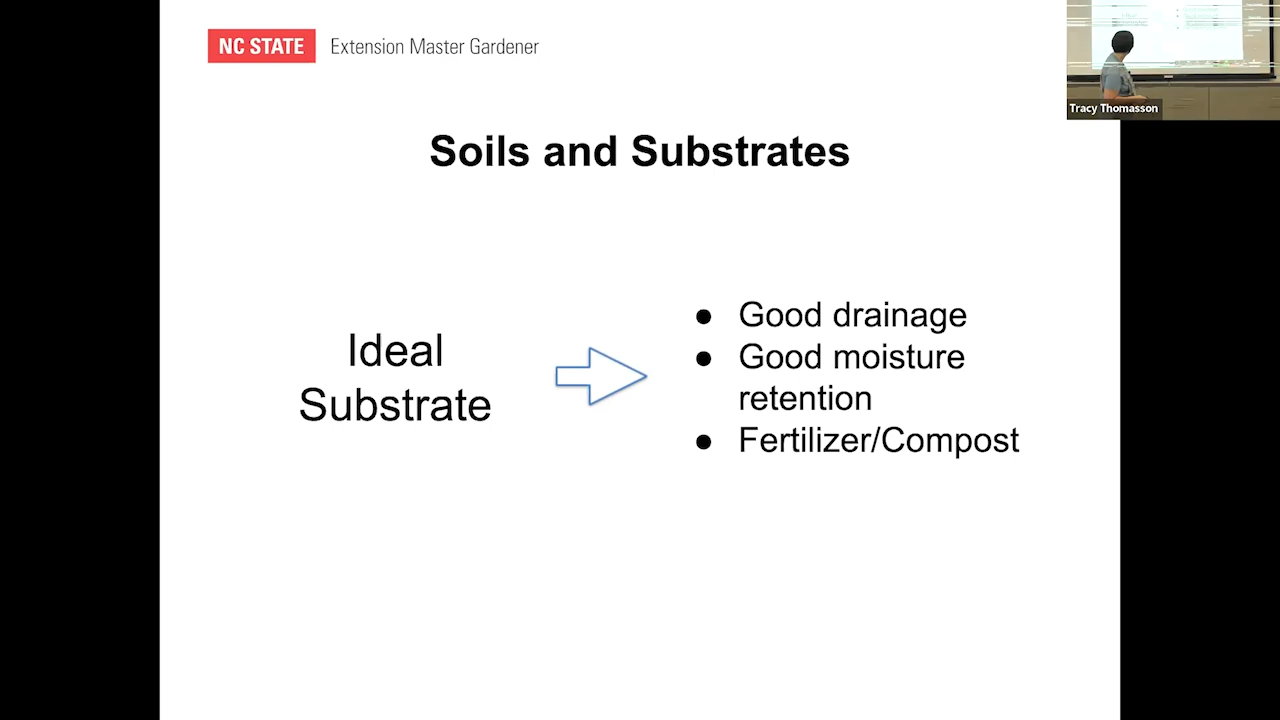 NC STATE Extension Master Gardener
Tracy Thomasson
Soils and Substrates
Ideal
Substrate
● Good drainage
● Good moisture
retention
● Fertilizer/Compost